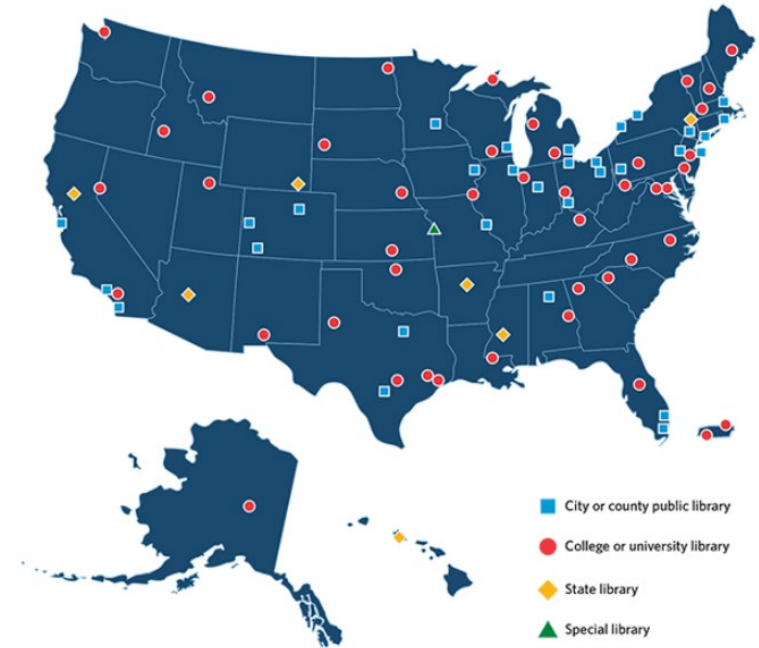 City or county public library
College or university library
State library
Special library